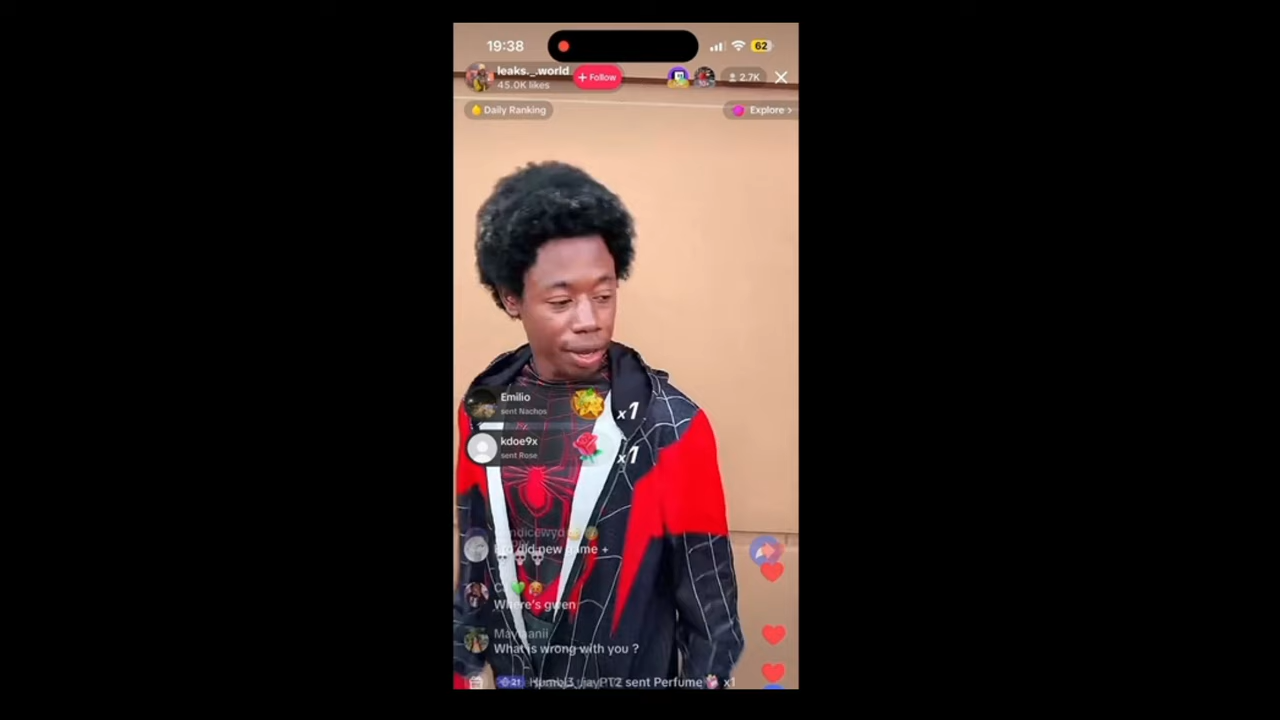 19:38
62
leaks._.world
45.0K likes
+ Follow
2.7K
Daily Ranking
Explore >
Emilio
sent Nachos
x1
kdoe9x
sent Rose
x1
did new game +
Where's gwen
What is wrong with you ?
sent Perfume x1